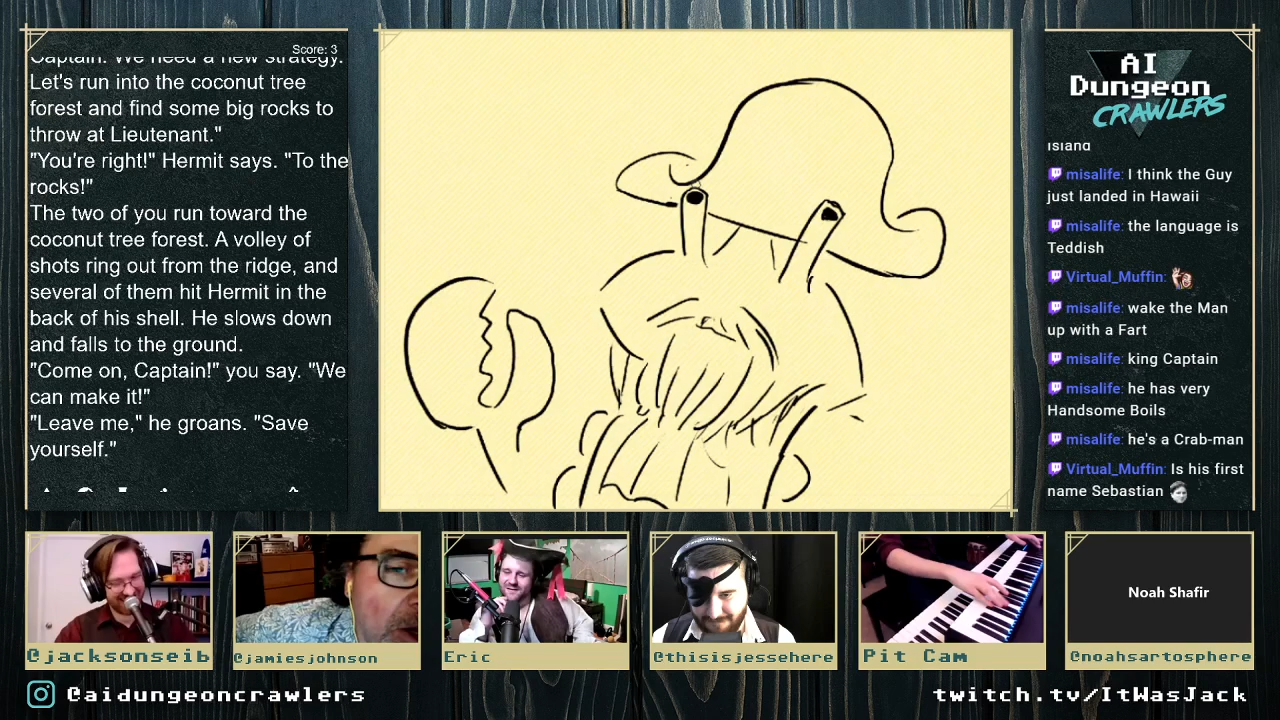 Score: 3
Captain. We need a new strategy.
Let's run into the coconut tree
forest and find some big rocks to
throw at Lieutenant."
"You're right!" Hermit says. "To the
rocks!"
The two of you run toward the
coconut tree forest. A volley of
shots ring out from the ridge, and
several of them hit Hermit in the
back of his shell. He slows down
and falls to the ground.
"Come on, Captain!" you say. "We
can make it!"
"Leave me," he groans. "Save
yourself."
AI
Dungeon
CRAWLERS
island
misalife: I think the Guy
just landed in Hawaii
misalife: the language is
Teddish
Virtual_Muffin:
misalife: wake the Man
up with a Fart
misalife: king Captain
misalife: he has very
Handsome Boils
misalife: he's a Crab-man
Virtual_Muffin: Is his first
name Sebastian
Noah Shafir
@jacksonseib
@jamiesjohnson
Eric
@thisisjessehere
Pit Cam
@noahsartosphere
@aidungeoncrawlers
twitch.tv/ItWasJack